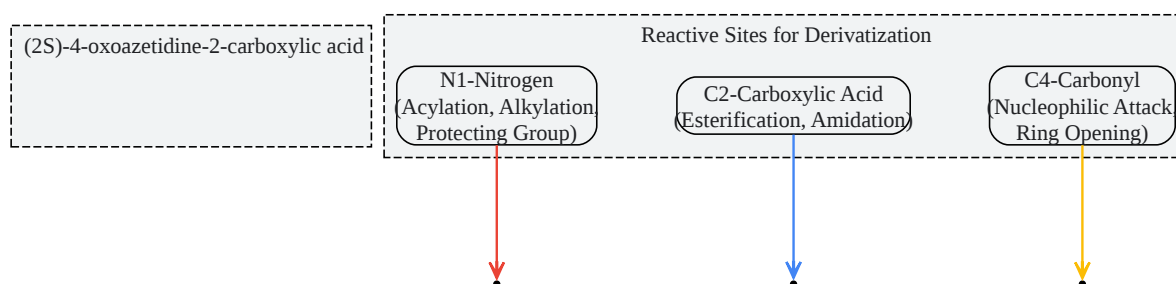 (2S)-4-oxoazetidine-2-carboxylic acid
Reactive Sites for Derivatization
N1-Nitrogen
(Acylation, Alkylation,
Protecting Group)
C2-Carboxylic Acid
(Esterification, Amidation)
C4-Carbonyl
(Nucleophilic Attack,
Ring Opening)